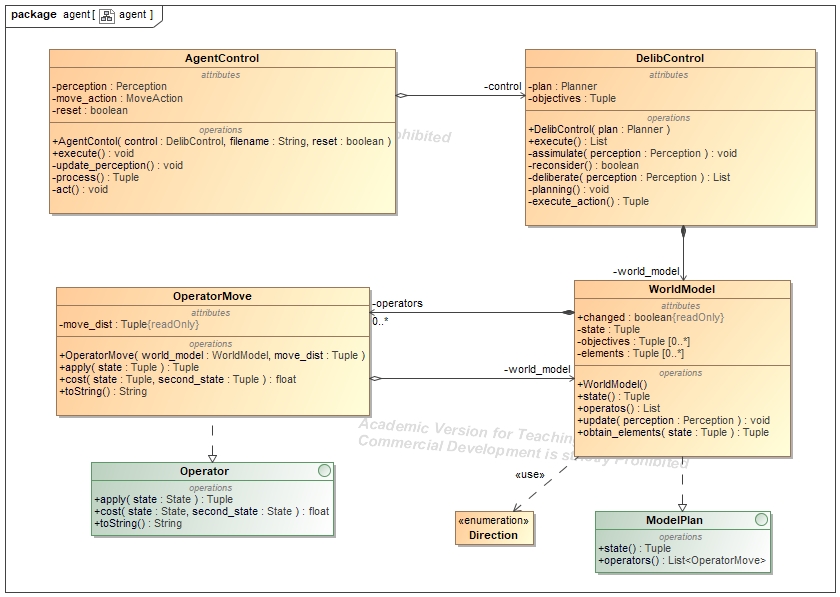 package agent [ agent ]
AgentControl
attributes
-perception : Perception
-move_action : MoveAction
-reset : boolean
operations
+AgentContol( control : DelibControl, filename : String, reset : boolean )
+execute() : void
-update_perception() : void
-process() : Tuple
-act() : void
-control
DelibControl
attributes
-plan : Planner
-objectives : Tuple
operations
+DelibControl( plan : Planner )
+execute() : List
-assimilate( perception : Perception ) : void
-reconsider() : boolean
-deliberate( perception : Perception ) : List
-planning() : void
-execute_action() : Tuple
-world_model
OperatorMove
attributes
-move_dist : Tuple{readOnly}
operations
+OperatorMove( world_model : WorldModel, move_dist : Tuple )
+apply( state : Tuple ) : Tuple
+cost( state : Tuple, second_state : Tuple ) : float
+toString() : String
-operators
0..*
-world_model
WorldModel
attributes
+changed : boolean{readOnly}
-state : Tuple
-objectives : Tuple [0..*]
-elements : Tuple [0..*]
operations
+WorldModel()
+state() : Tuple
+operatos() : List
+update( perception : Perception ) : void
+obtain_elements( state : Tuple ) : Tuple
Academic Version for Teaching
Commercial Development is strictly Prohibited
Operator
operations
+apply( state : State ) : Tuple
+cost( state : State, second_state : State ) : float
+toString() : String
«use»
«enumeration»
Direction
ModelPlan
operations
+state() : Tuple
+operators() : List<OperatorMove>